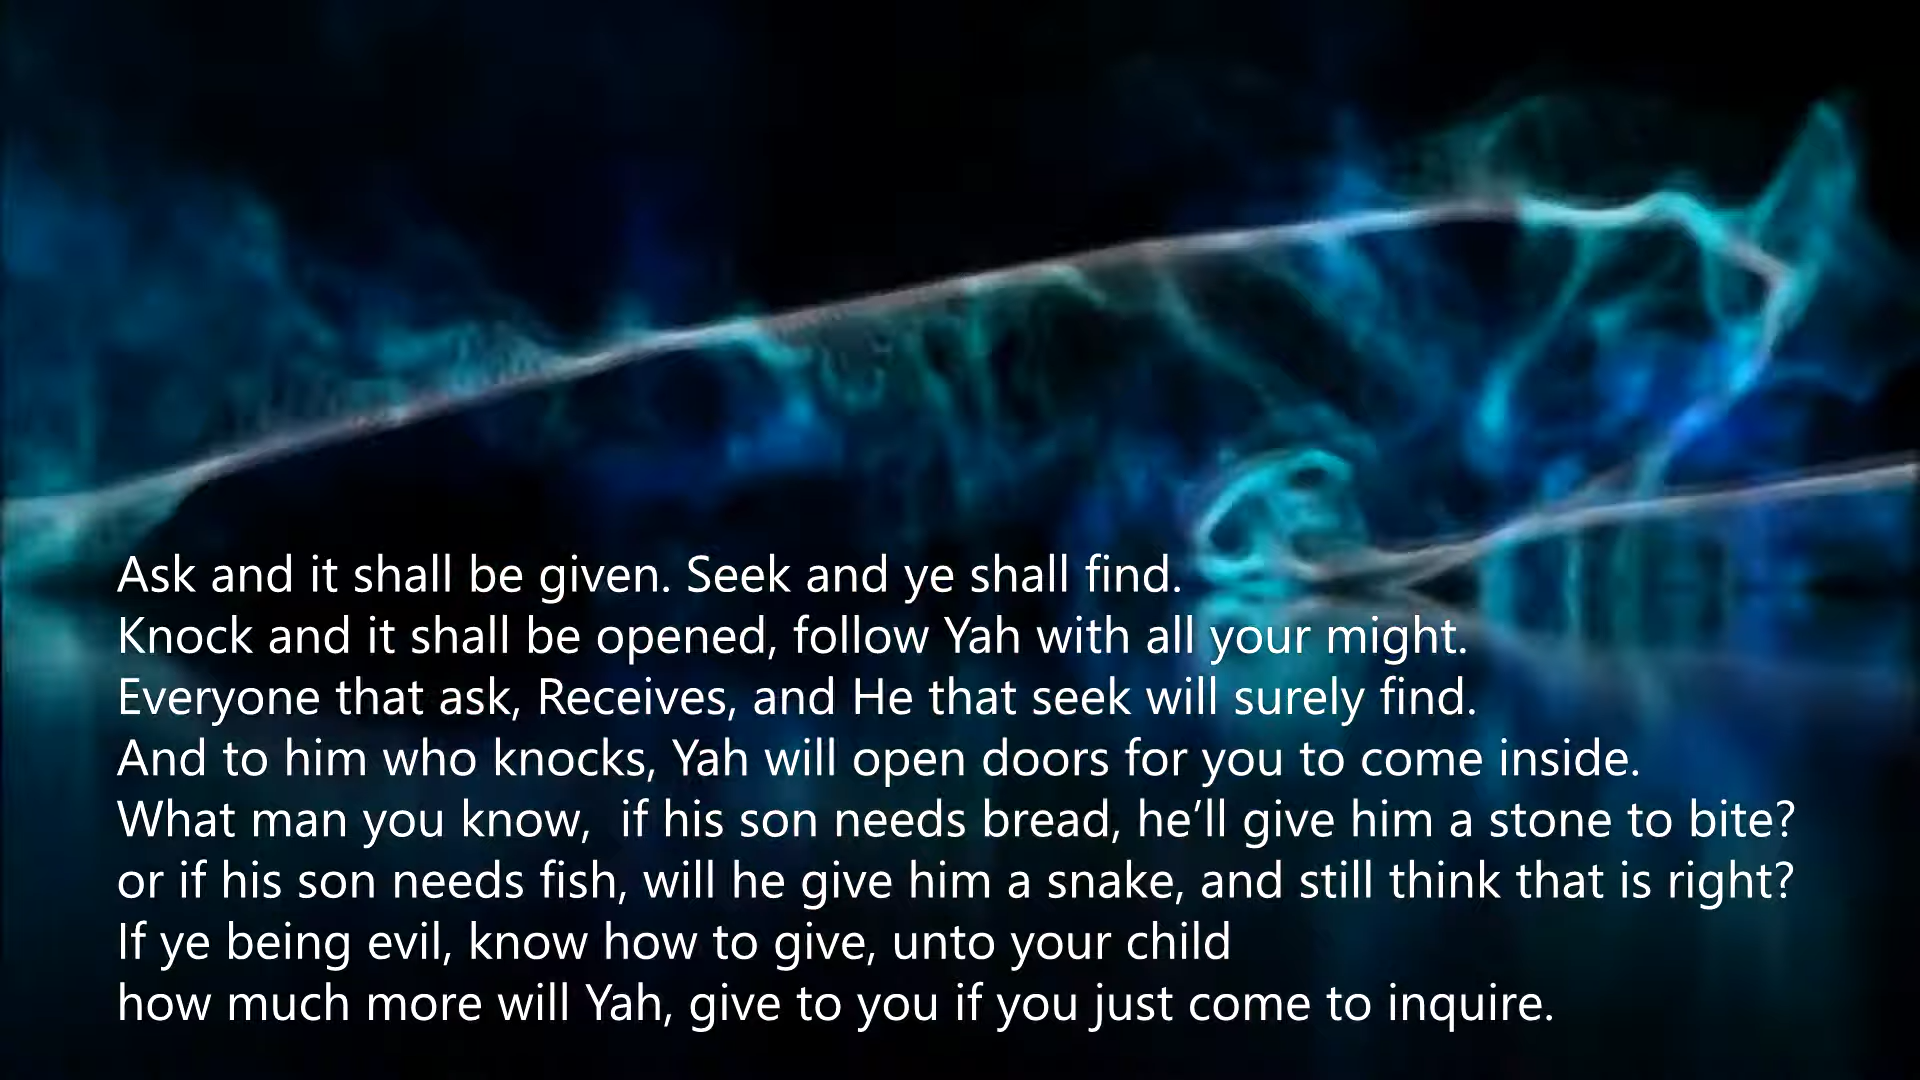 Ask and it shall be given. Seek and ye shall find.
Knock and it shall be opened, follow Yah with all your might.
Everyone that ask, Receives, and He that seek will surely find.
And to him who knocks, Yah will open doors for you to come inside.
What man you know,  if his son needs bread, he’ll give him a stone to bite?
or if his son needs fish, will he give him a snake, and still think that is right?
If ye being evil, know how to give, unto your child
how much more will Yah, give to you if you just come to inquire.